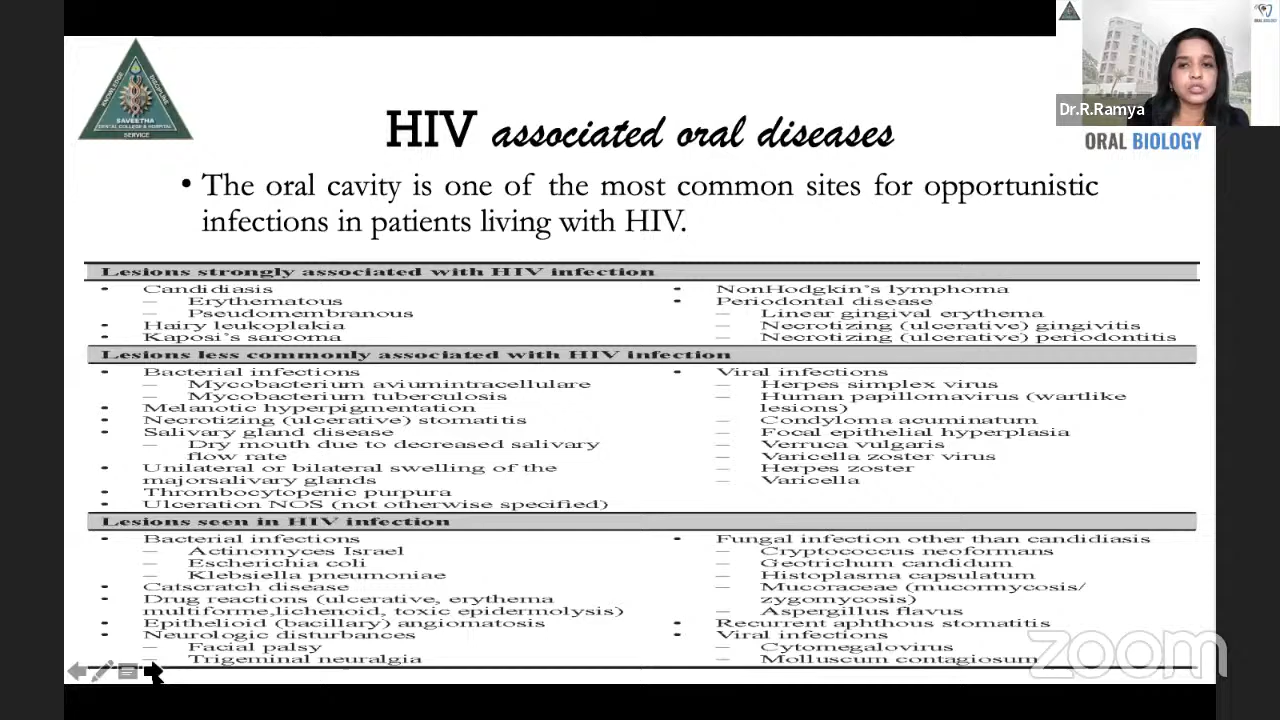 KNOWLEDGE
DISCIPLINE
SAVEETHA
DENTAL COLLEGE & HOSPITAL
SERVICE
Dr.R.Ramya
ORAL BIOLOGY
HIV associated oral diseases
• The oral cavity is one of the most common sites for opportunistic
infections in patients living with HIV.
Lesions strongly associated with HIV infection
• Candidiasis
– Erythematous
– Pseudomembranous
• Hairy leukoplakia
• Kaposi's sarcoma
• NonHodgkin's lymphoma
• Periodontal disease
– Linear gingival erythema
– Necrotizing (ulcerative) gingivitis
– Necrotizing (ulcerative) periodontitis
Lesions less commonly associated with HIV infection
• Bacterial infections
– Mycobacterium aviumintracellulare
– Mycobacterium tuberculosis
• Melanotic hyperpigmentation
• Necrotizing (ulcerative) stomatitis
• Salivary gland disease
– Dry mouth due to decreased salivary
flow rate
• Unilateral or bilateral swelling of the
majorsalivary glands
• Thrombocytopenic purpura
• Ulceration NOS (not otherwise specified)
• Viral infections
– Herpes simplex virus
– Human papillomavirus (wartlike
lesions)
– Condyloma acuminatum
– Focal epithelial hyperplasia
– Verruca vulgaris
– Varicella zoster virus
– Herpes zoster
– Varicella
Lesions seen in HIV infection
• Bacterial infections
– Actinomyces Israel
– Escherichia coli
– Klebsiella pneumoniae
• Catscratch disease
• Drug reactions (ulcerative, erythema
multiforme,lichenoid, toxic epidermolysis)
• Epithelioid (bacillary) angiomatosis
• Neurologic disturbances
– Facial palsy
– Trigeminal neuralgia
• Fungal infection other than candidiasis
– Cryptococcus neoformans
– Geotrichum candidum
– Histoplasma capsulatum
– Mucoraceae (mucormycosis/
zygomycosis)
– Aspergillus flavus
• Recurrent aphthous stomatitis
• Viral infections
– Cytomegalovirus
– Molluscum contagiosum
zoom